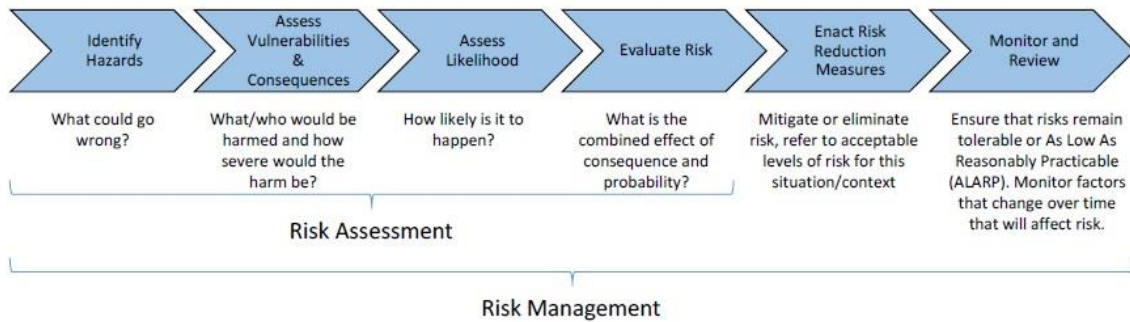 Identify
Hazards
Assess
Vulnerabilities
&
Consequences
Assess
Likelihood
Evaluate Risk
Enact Risk
Reduction
Measures
Monitor and
Review
What could go
wrong?
What/who would be
harmed and how
severe would the
harm be?
How likely is it to
happen?
What is the
combined effect of
consequence and
probability?
Mitigate or eliminate
risk, refer to acceptable
levels of risk for this
situation/context
Ensure that risks remain
tolerable or As Low As
Reasonably Practicable
(ALARP). Monitor factors
that change over time
that will affect risk.
Risk Assessment
Risk Management